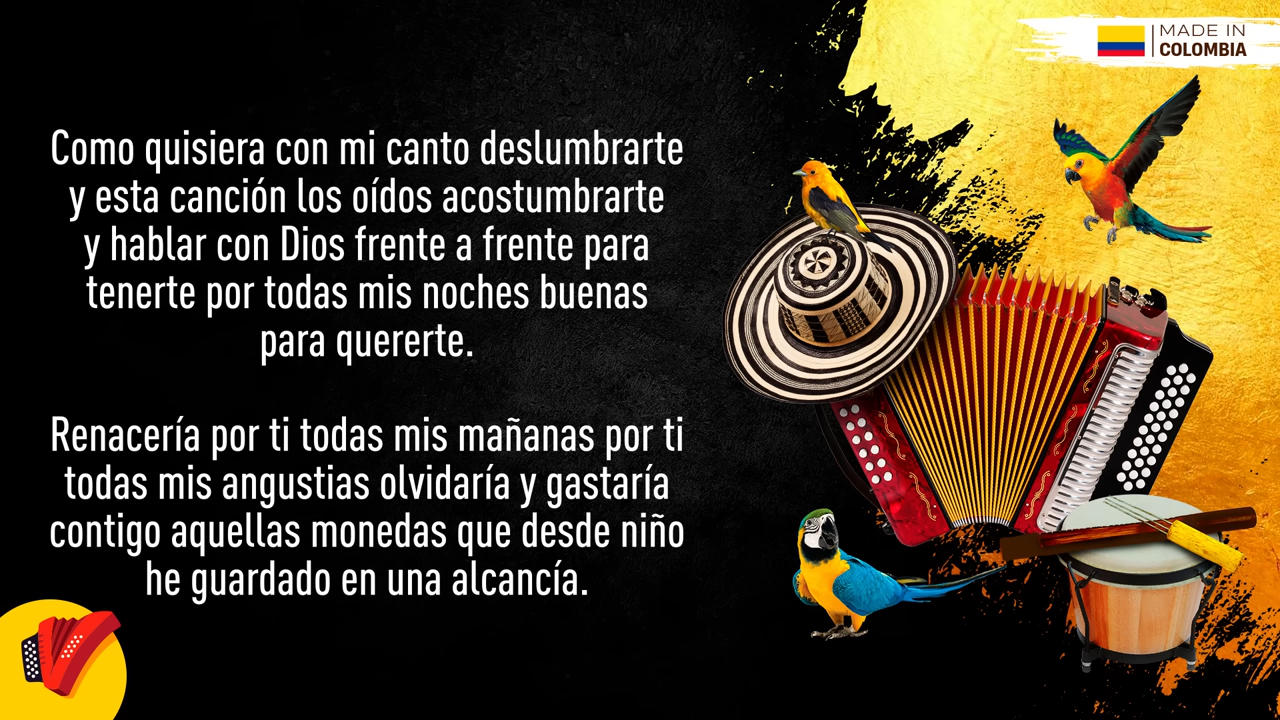 MADE IN
COLOMBIA
Como quisiera con mi canto deslumbrarte
y esta canción los oídos acostumbrarte
y hablar con Dios frente a frente para
tenerte por todas mis noches buenas
para quererte.
Renacería por ti todas mis mañanas por ti
todas mis angustias olvidaría y gastaría
contigo aquellas monedas que desde niño
he guardado en una alcancía.